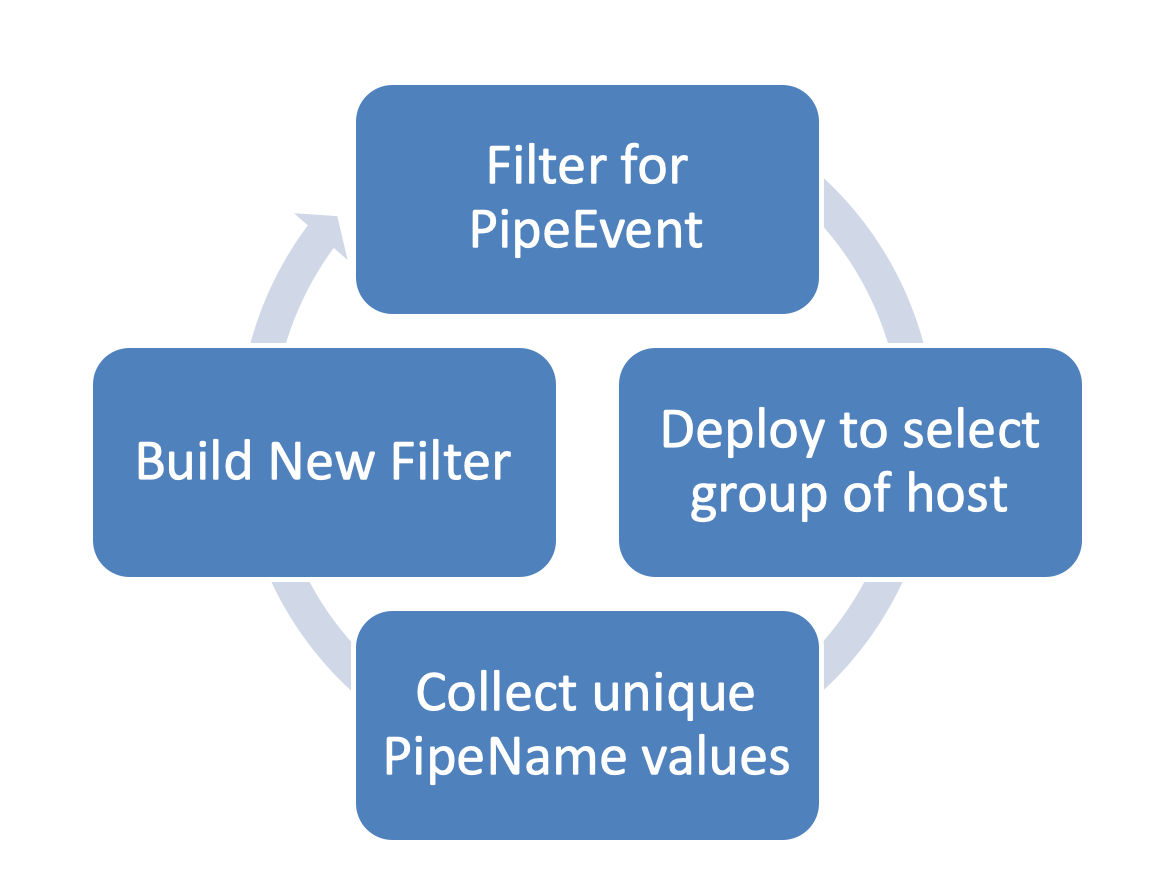 Filter for
PipeEvent
Deploy to select
group of host
Collect unique
PipeName values
Build New Filter